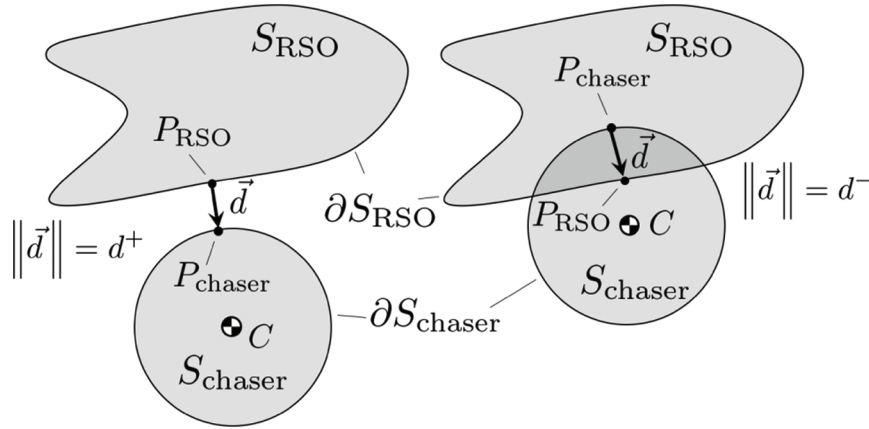 S_RSO
P_RSO
d⃗
‖d⃗‖ = d⁺
P_chaser
C
S_chaser
∂S_RSO
∂S_chaser
S_RSO
P_chaser
d⃗
‖d⃗‖ = d⁻
P_RSO
C
S_chaser